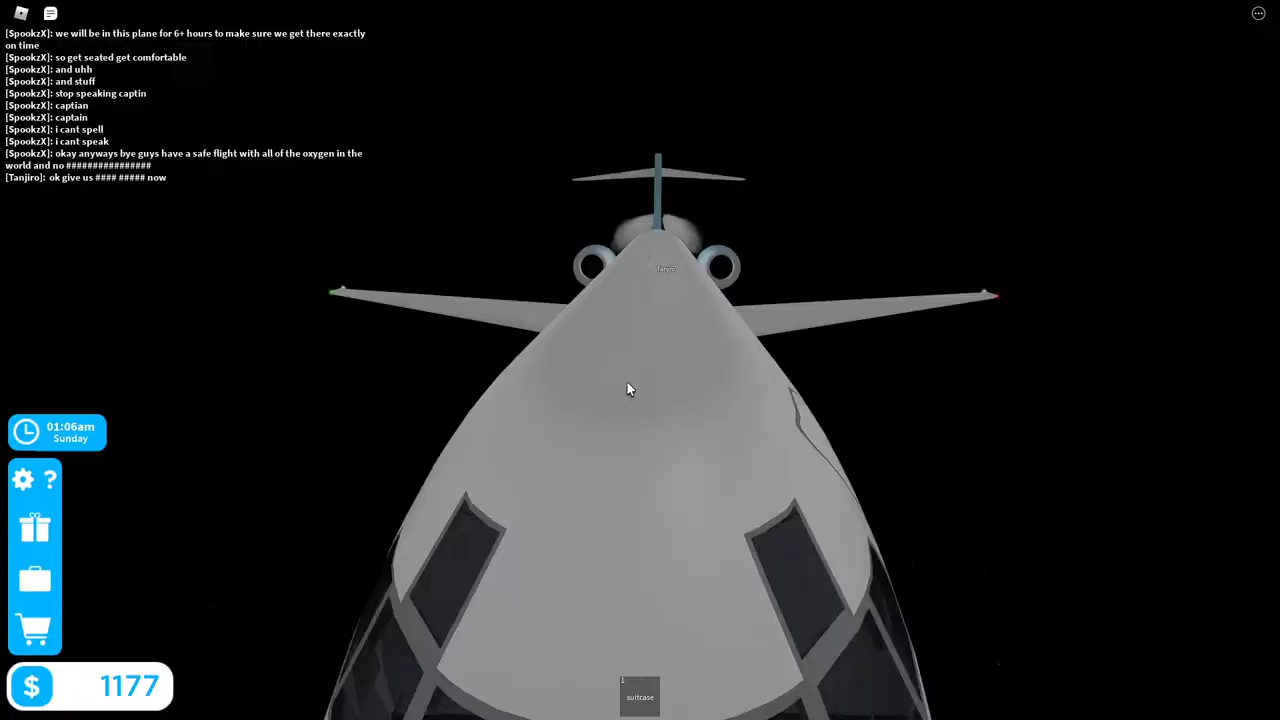 [SpookzX]: we will be in this plane for 6+ hours to make sure we get there exactly
on time
[SpookzX]: so get seated get comfortable
[SpookzX]: and uhh
[SpookzX]: and stuff
[SpookzX]: stop speaking captin
[SpookzX]: captian
[SpookzX]: captain
[SpookzX]: i cant spell
[SpookzX]: i cant speak
[SpookzX]: okay anyways bye guys have a safe flight with all of the oxygen in the
world and no ################
[Tanjiro]: ok give us #### ##### now
Tanjiro
01:06am
Sunday
?
$ 1177
1
suitcase